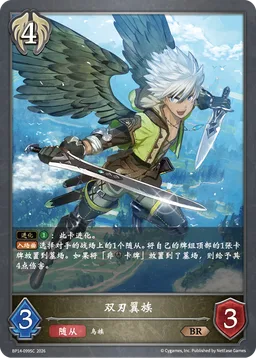 4
进化 1 : 此卡进化。
入场曲 选择对手的战场上的1个随从。将自己的牌组顶部的1张卡
牌放置到墓场。如果将「非 卡牌」放置到了墓场，则给予其
4点伤害。
双刃翼族
3
随从 鸟族
BR
3
BP14-099SC 2026
© Cygames, Inc. Published by NetEase Games